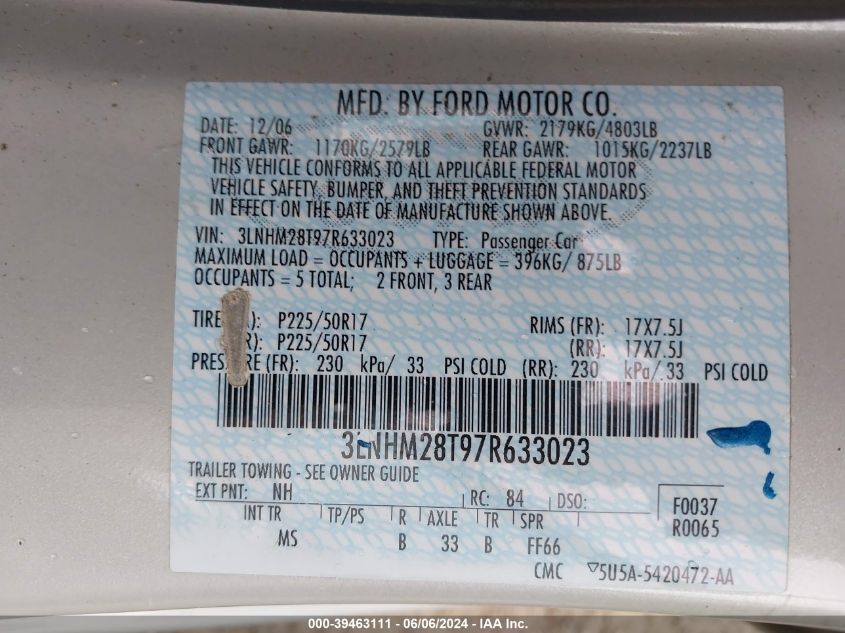 MFD. BY FORD MOTOR CO.
DATE: 12/06 GVWR: 2179KG/4803LB
FRONT GAWR: 1170KG/2579LB REAR GAWR: 1015KG/2237LB
THIS VEHICLE CONFORMS TO ALL APPLICABLE FEDERAL MOTOR
VEHICLE SAFETY, BUMPER, AND THEFT PREVENTION STANDARDS
IN EFFECT ON THE DATE OF MANUFACTURE SHOWN ABOVE.
VIN: 3LNHM28T97R633023 TYPE: Passenger Car
MAXIMUM LOAD = OCCUPANTS + LUGGAGE = 396KG/ 875LB
OCCUPANTS = 5 TOTAL; 2 FRONT, 3 REAR
P225/50R17 RIMS (FR): 17X7.5J
P225/50R17 (RR): 17X7.5J
(FR): 230 kPa/ 33 PSI COLD (RR): 230 kPa/ 33 PSI COLD
3LNHM28T97R633023
TRAILER TOWING - SEE OWNER GUIDE
EXT PNT: NH RC: 84 DSO: F0037
INT TR TP/PS R AXLE TR SPR R0065
MS B 33 B FF66
CMC 5U5A-5420472-AA
000-39463111 - 06/06/2024 - IAA Inc.